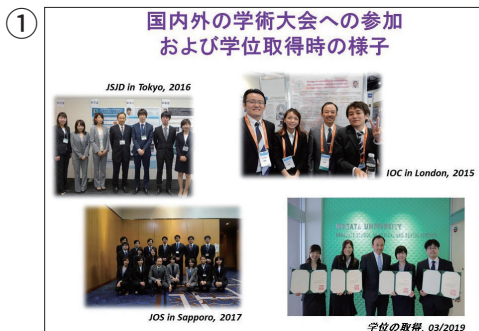 ①
国内外の学術大会への参加
および学位取得時の様子
JSJD in Tokyo, 2016
IOC in London, 2015
JOS in Sapporo, 2017
NIIGATA UNIVERSITY
学位の取得, 03/2019